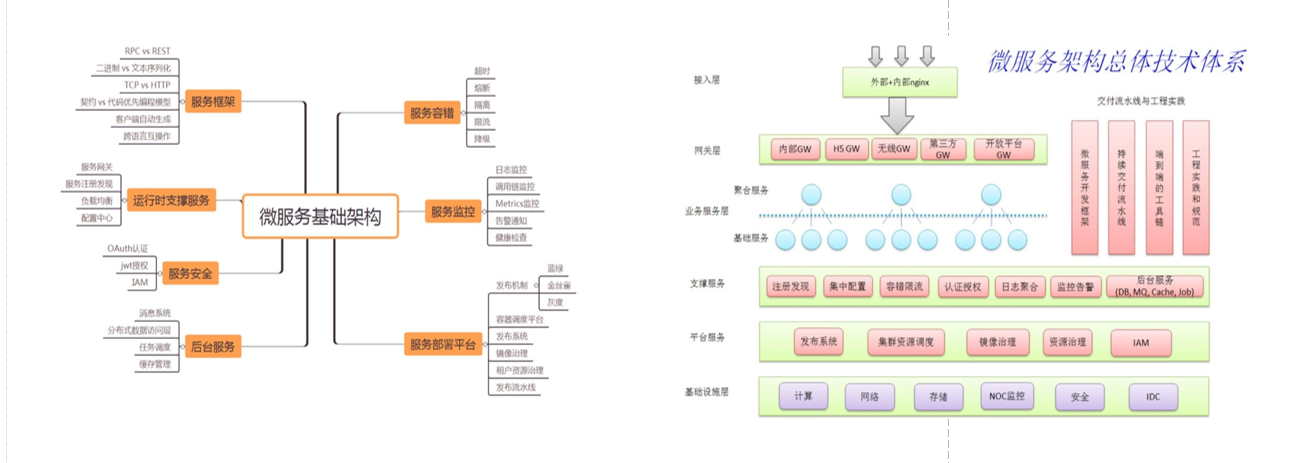 RPC vs REST
二进制 vs 文本序列化
TCP vs HTTP
契约 vs 代码优先编程模型
客户端自动生成
跨语言互操作
服务框架
服务网关
服务注册发现
负载均衡
配置中心
运行时支撑服务
OAuth认证
jwt授权
IAM
服务安全
消息系统
分布式数据访问层
任务调度
缓存管理
后台服务
微服务基础架构
服务容错
超时
熔断
隔离
限流
降级
服务监控
日志监控
调用链监控
Metrics监控
告警通知
健康检查
服务部署平台
发布机制
蓝绿
金丝雀
灰度
容器调度平台
发布系统
镜像治理
租户资源治理
发布流水线
微服务架构总体技术体系
接入层
外部+内部nginx
网关层
内部GW
H5 GW
无线GW
第三方
GW
开放平台
GW
聚合服务
业务服务层
基础服务
交付流水线与工程实践
微服务开发框架
持续交付流水线
端到端的工具链
工程实践和规范
支撑服务
注册发现
集中配置
容错限流
认证授权
日志聚合
监控告警
后台服务
(DB, MQ, Cache, Job)
平台服务
发布系统
集群资源调度
镜像治理
资源治理
IAM
基础设施层
计算
网络
存储
NOC监控
安全
IDC